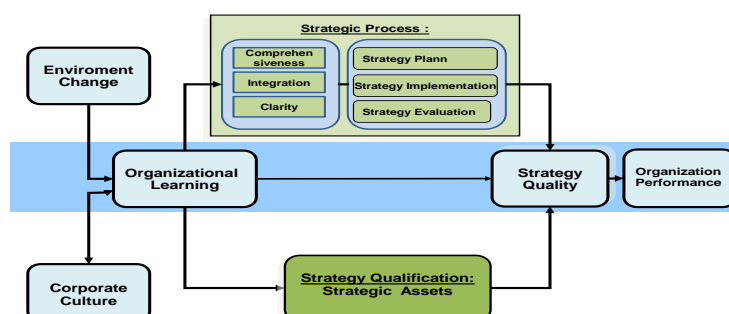 Strategic Process :
Enviroment
Change
Comprehen
siveness
Integration
Clarity
Strategy Plann
Strategy Implementation
Strategy Evaluation
Organizational
Learning
Strategy
Quality
Organization
Performance
Corporate
Culture
Strategy Qualification:
Strategic Assets